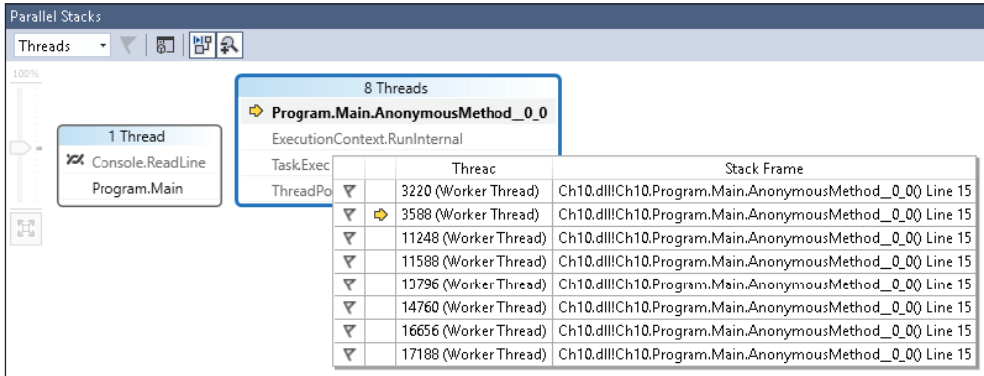 Parallel Stacks
Threads
100%
8 Threads
Program.Main.AnonymousMethod__0_0
ExecutionContext.RunInternal
Task.Exec
ThreadPo
1 Thread
Console.ReadLine
Program.Main
Threac Stack Frame
3220 (Worker Thread) Ch10.dll!Ch10.Program.Main.AnonymousMethod__0_0() Line 15
3588 (Worker Thread) Ch10.dll!Ch10.Program.Main.AnonymousMethod__0_0() Line 15
11248 (Worker Thread) Ch10.dll!Ch10.Program.Main.AnonymousMethod__0_0() Line 15
11588 (Worker Thread) Ch10.dll!Ch10.Program.Main.AnonymousMethod__0_0() Line 15
13796 (Worker Thread) Ch10.dll!Ch10.Program.Main.AnonymousMethod__0_0() Line 15
14760 (Worker Thread) Ch10.dll!Ch10.Program.Main.AnonymousMethod__0_0() Line 15
16656 (Worker Thread) Ch10.dll!Ch10.Program.Main.AnonymousMethod__0_0() Line 15
17188 (Worker Thread) Ch10.dll!Ch10.Program.Main.AnonymousMethod__0_0() Line 15